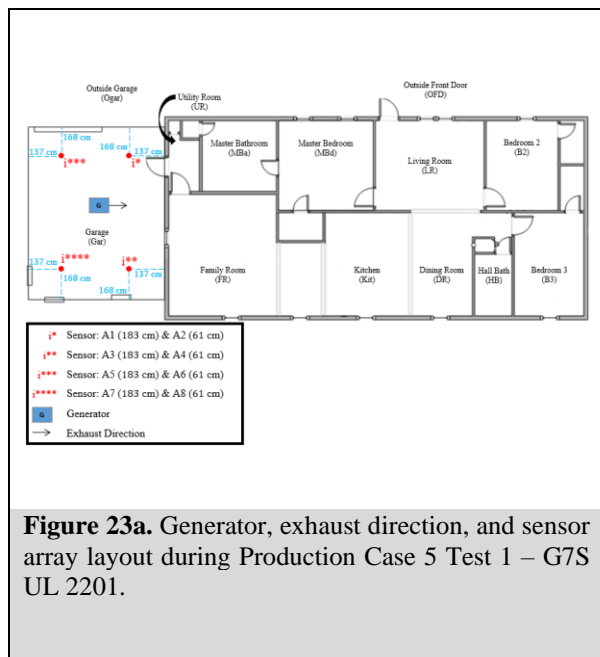 Outside Garage
(Ogar)
Utility Room
(UR)
Outside Front Door
(OFD)
168 cm
168 cm
137 cm
137 cm
i***
i*
Master Bathroom
(MBa)
Master Bedroom
(MBd)
Living Room
(LR)
Bedroom 2
(B2)
G
Garage
(Gar)
i****
i**
137 cm
137 cm
168 cm
168 cm
Family Room
(FR)
Kitchen
(Kit)
Dining Room
(DR)
Hall Bath
(HB)
Bedroom 3
(B3)
i* Sensor: A1 (183 cm) & A2 (61 cm)
i** Sensor: A3 (183 cm) & A4 (61 cm)
i*** Sensor: A5 (183 cm) & A6 (61 cm)
i**** Sensor: A7 (183 cm) & A8 (61 cm)
G Generator
Exhaust Direction
Figure 23a. Generator, exhaust direction, and sensor
array layout during Production Case 5 Test 1 – G7S
UL 2201.